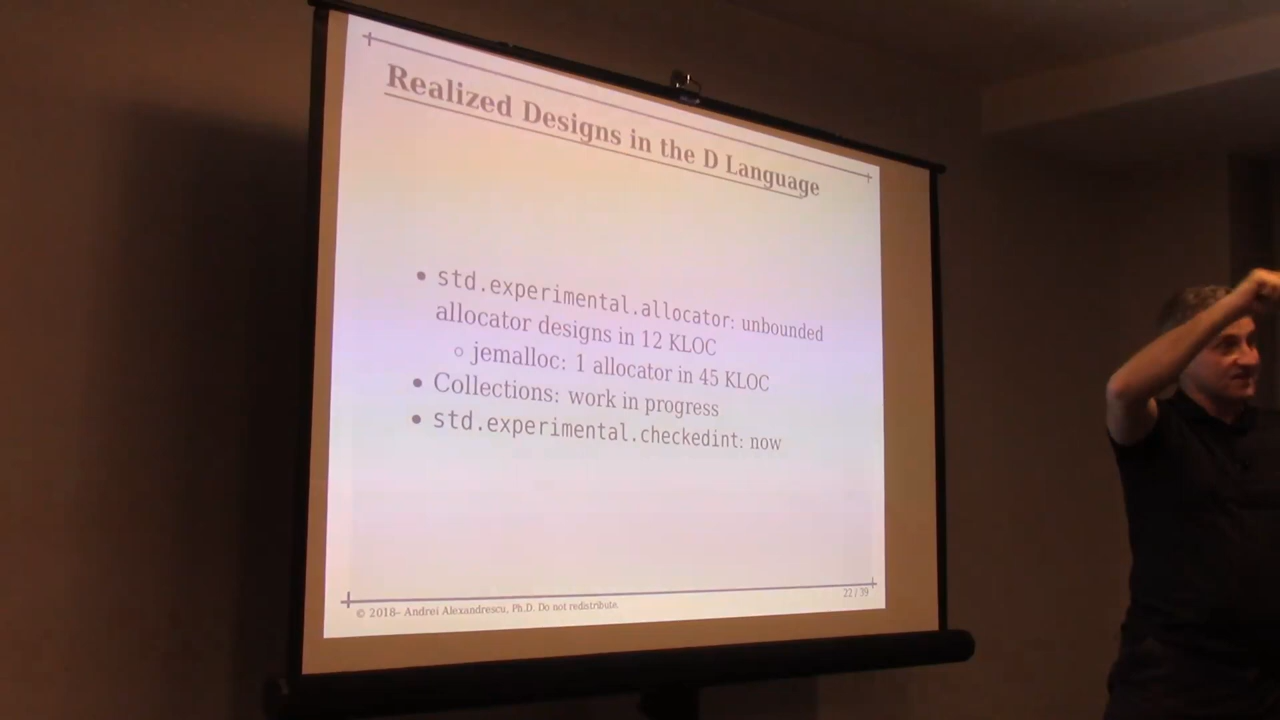 Realized Designs in the D Language
• std.experimental.allocator: unbounded
allocator designs in 12 KLOC
◦ jemalloc: 1 allocator in 45 KLOC
• Collections: work in progress
• std.experimental.checkedint: now
© 2018– Andrei Alexandrescu, Ph.D. Do not redistribute.
22 / 39